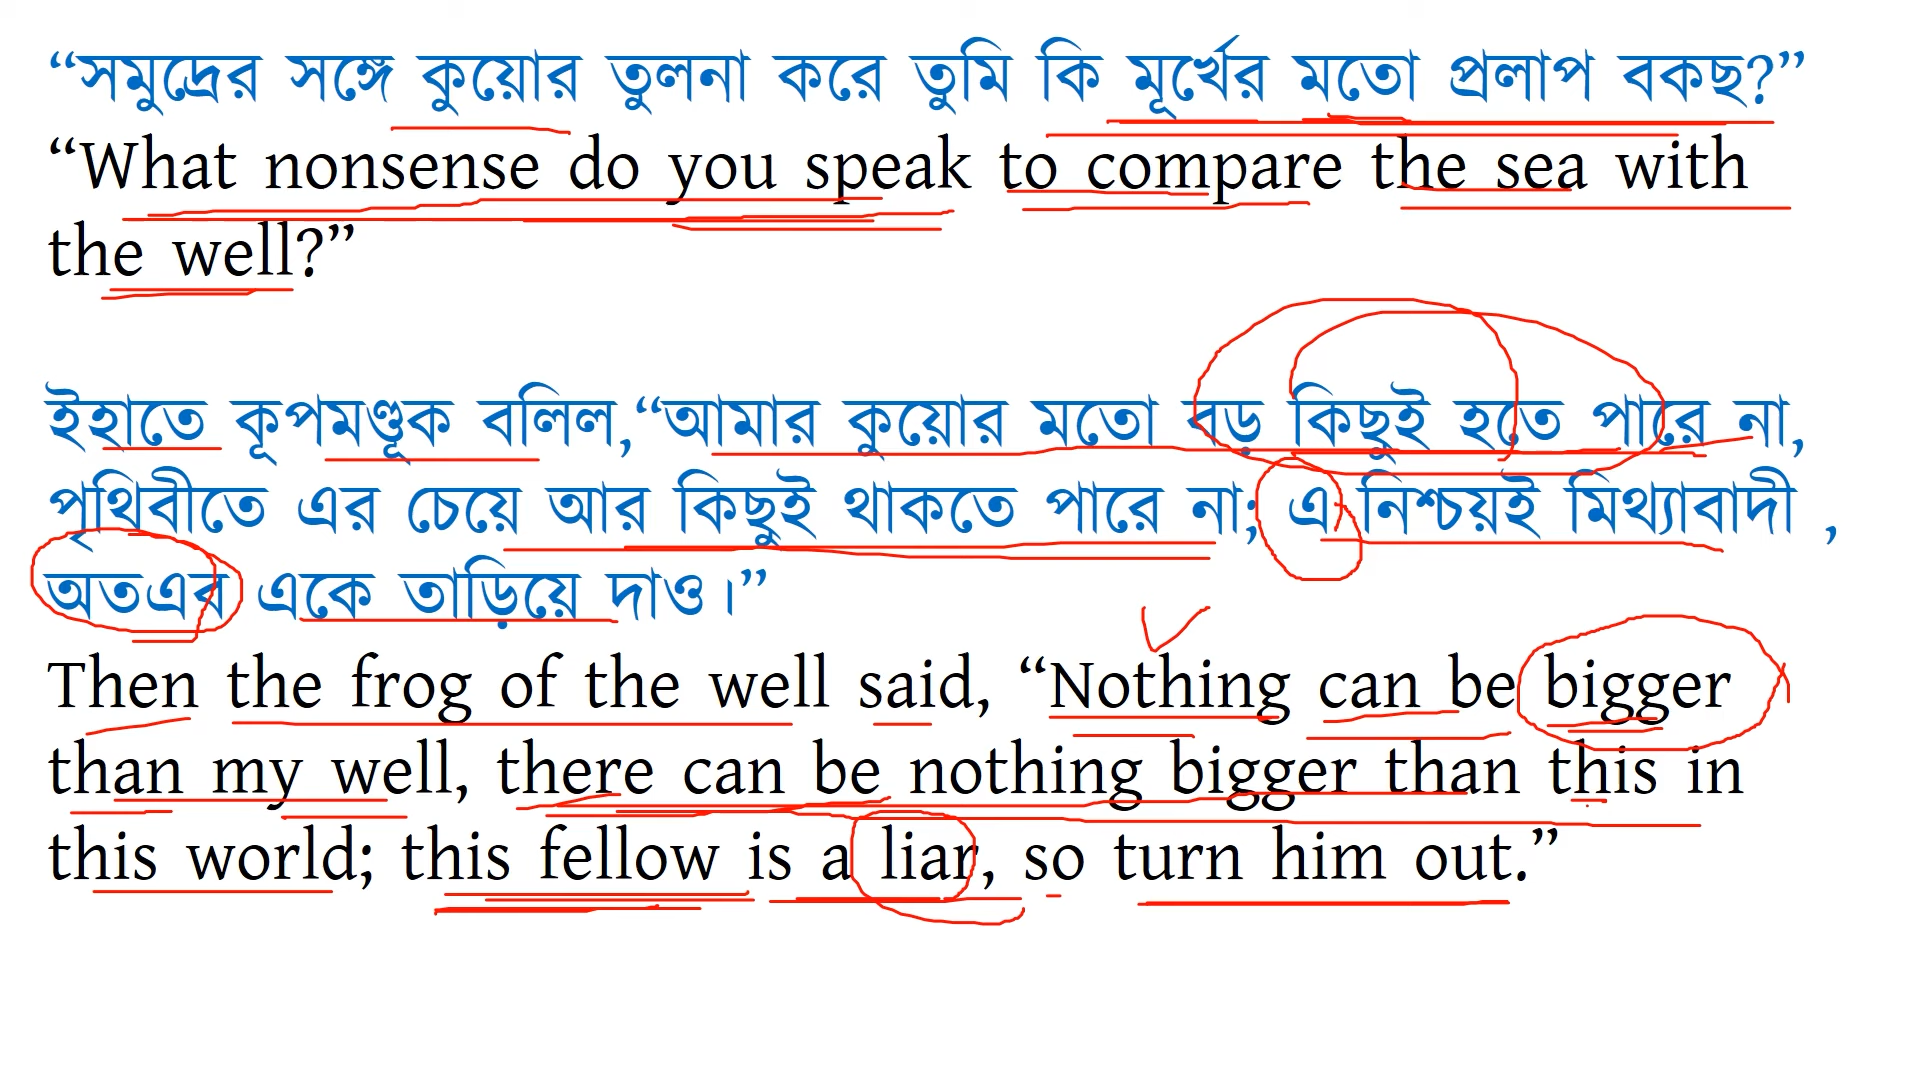 “সমুদ্রের সঙ্গে কুয়োর তুলনা করে তুমি কি মূর্খের মতো প্রলাপ বকছ?”
“What nonsense do you speak to compare the sea with
the well?”
ইহাতে কূপমণ্ডূক বলিল,“আমার কুয়োর মতো বড় কিছুই হতে পারে না,
পৃথিবীতে এর চেয়ে আর কিছুই থাকতে পারে না; এ নিশ্চয়ই মিথ্যাবাদী ,
অতএব একে তাড়িয়ে দাও।”
Then the frog of the well said, “Nothing can be bigger
than my well, there can be nothing bigger than this in
this world; this fellow is a liar, so turn him out.”